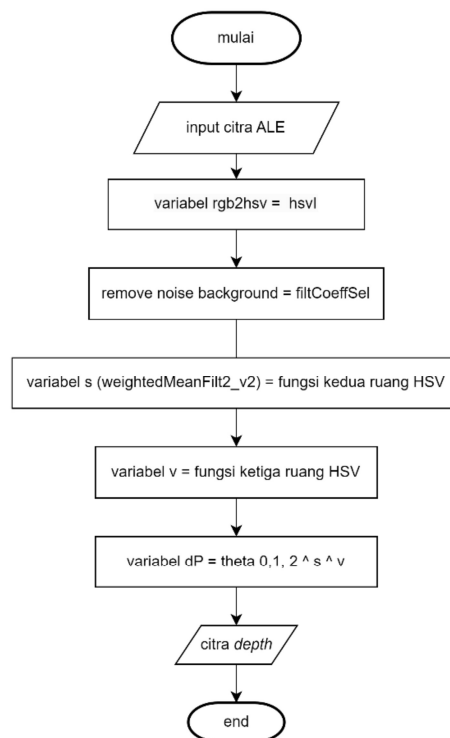 mulai
input citra ALE
variabel rgb2hsv = hsvI
remove noise background = filtCoeffSel
variabel s (weightedMeanFilt2_v2) = fungsi kedua ruang HSV
variabel v = fungsi ketiga ruang HSV
variabel dP = theta 0,1, 2 ^ s ^ v
citra depth
end